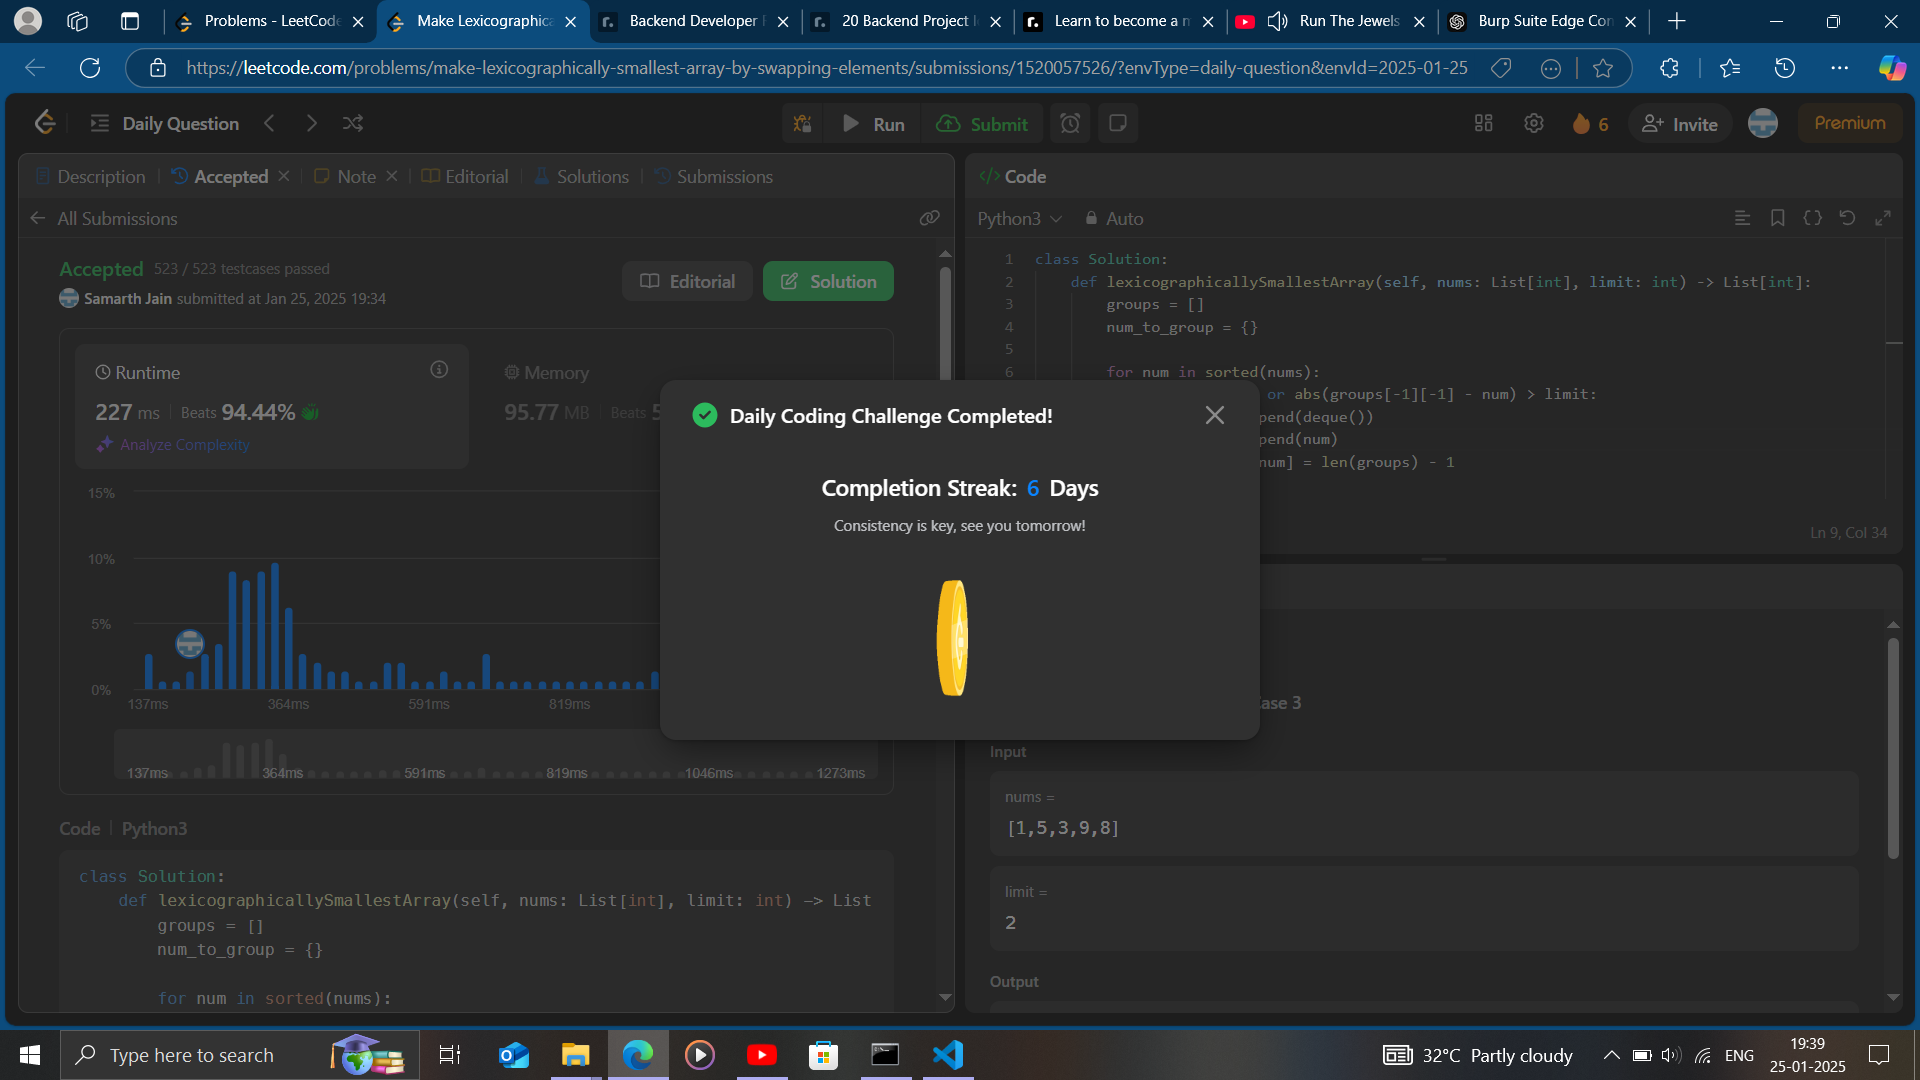 Problems - LeetCode
Make Lexicographica
Backend Developer
20 Backend Project
Learn to become a
Run The Jewels
Burp Suite Edge Con
https://leetcode.com/problems/make-lexicographically-smallest-array-by-swapping-elements/submissions/1520057526/?envType=daily-question&envId=2025-01-25
Daily Question
Run
Submit
6
Invite
Premium
Description
Accepted
Note
Editorial
Solutions
Submissions
All Submissions
Accepted 523 / 523 testcases passed
Samarth Jain submitted at Jan 25, 2025 19:34
Editorial
Solution
Runtime
227 ms Beats 94.44%
Analyze Complexity
Memory
95.77 MB Beats 5
15%
10%
5%
0%
137ms 364ms 591ms 819ms
137ms 364ms 591ms 819ms 1046ms 1273ms
Code Python3
class Solution:
def lexicographicallySmallestArray(self, nums: List[int], limit: int) -> List
groups = []
num_to_group = {}
for num in sorted(nums):
Daily Coding Challenge Completed!
Completion Streak: 6 Days
Consistency is key, see you tomorrow!
</> Code
Python3
Auto
1 class Solution:
2 def lexicographicallySmallestArray(self, nums: List[int], limit: int) -> List[int]:
3 groups = []
4 num_to_group = {}
5
6 for num in sorted(nums):
or abs(groups[-1][-1] - num) > limit:
pend(deque())
pend(num)
num] = len(groups) - 1
Ln 9, Col 34
ase 3
Input
nums =
[1,5,3,9,8]
limit =
2
Output
Type here to search
32°C Partly cloudy
ENG
19:39
25-01-2025